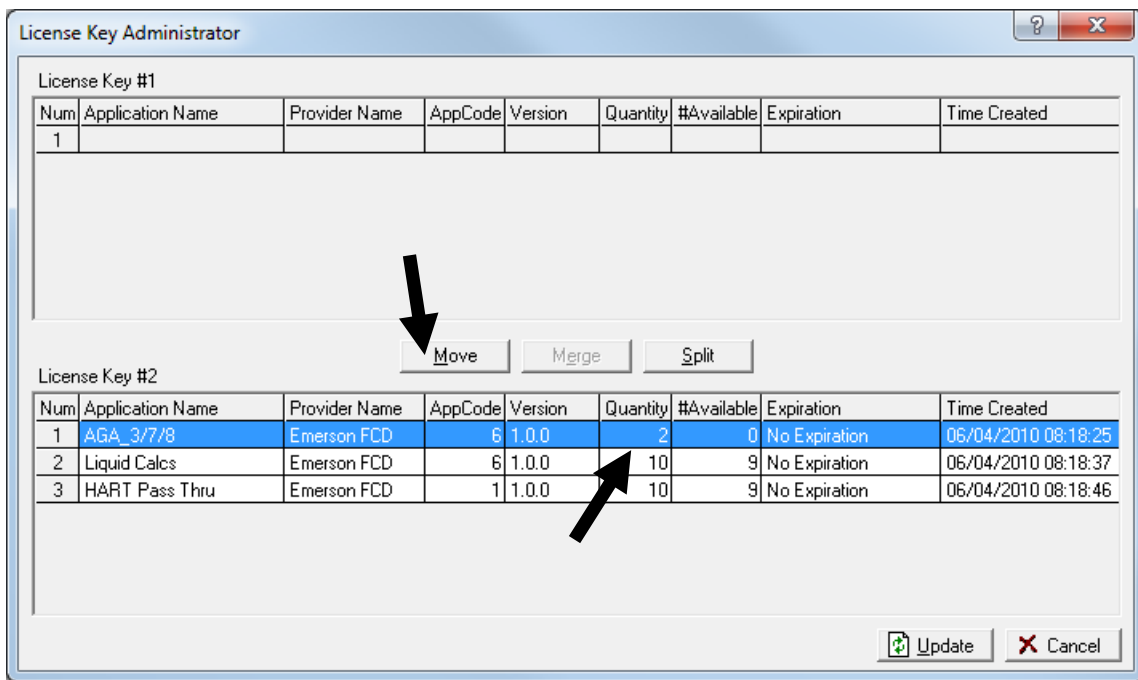 License Key Administrator
License Key #1
Num Application Name Provider Name AppCode Version Quantity #Available Expiration Time Created
1
Move Merge Split
License Key #2
Num Application Name Provider Name AppCode Version Quantity #Available Expiration Time Created
1 AGA_3/7/8 Emerson FCD 6 1.0.0 2 0 No Expiration 06/04/2010 08:18:25
2 Liquid Calcs Emerson FCD 6 1.0.0 10 9 No Expiration 06/04/2010 08:18:37
3 HART Pass Thru Emerson FCD 1 1.0.0 10 9 No Expiration 06/04/2010 08:18:46
Update Cancel